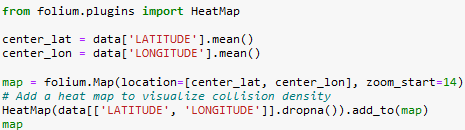 from folium.plugins import HeatMap
center_lat = data['LATITUDE'].mean()
center_lon = data['LONGITUDE'].mean()
map = folium.Map(location=[center_lat, center_lon], zoom_start=14)
# Add a heat map to visualize collision density
HeatMap(data[['LATITUDE', 'LONGITUDE']].dropna()).add_to(map)
map